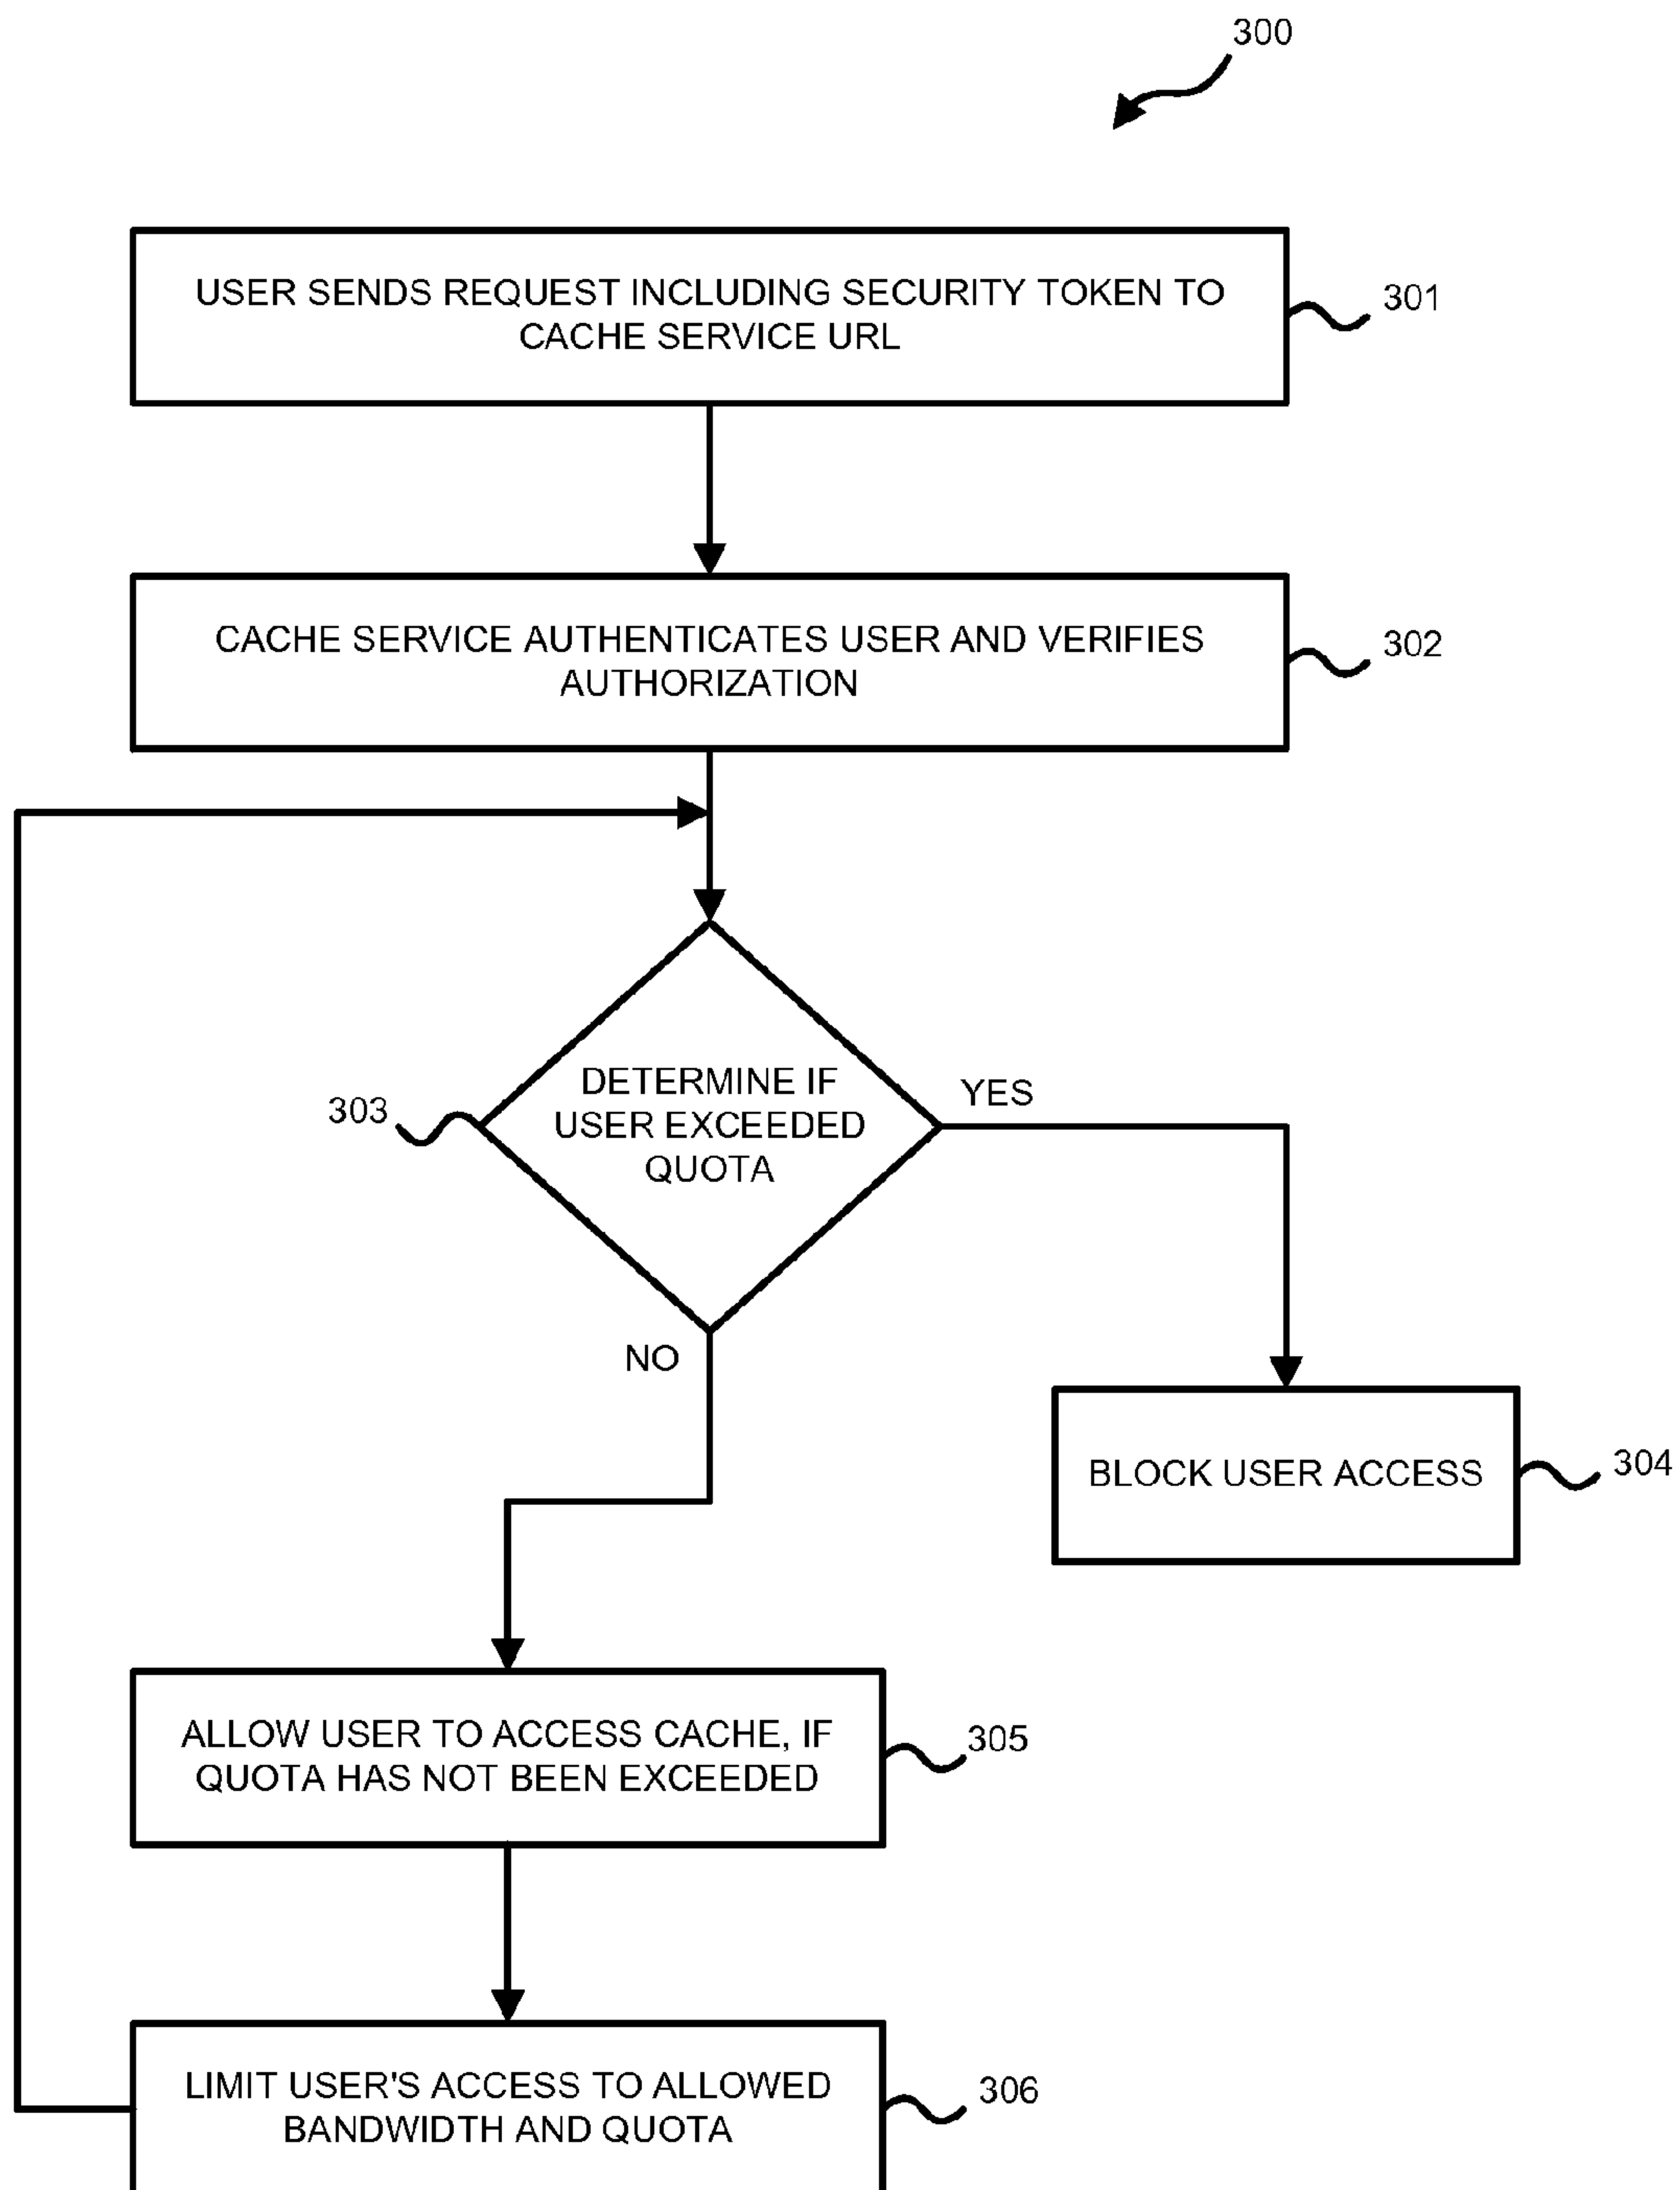 300
USER SENDS REQUEST INCLUDING SECURITY TOKEN TO
CACHE SERVICE URL
301
CACHE SERVICE AUTHENTICATES USER AND VERIFIES
AUTHORIZATION
302
DETERMINE IF
USER EXCEEDED
QUOTA
303
YES
NO
BLOCK USER ACCESS
304
ALLOW USER TO ACCESS CACHE, IF
QUOTA HAS NOT BEEN EXCEEDED
305
LIMIT USER'S ACCESS TO ALLOWED
BANDWIDTH AND QUOTA
306